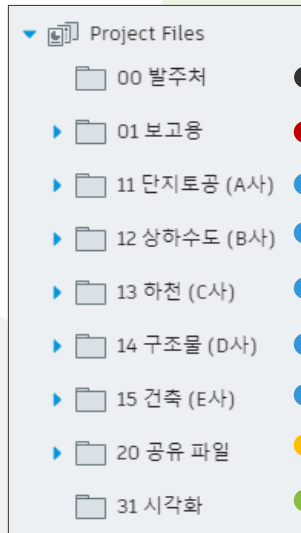 Project Files
00 발주처
01 보고용
11 단지토공 (A사)
12 상하수도 (B사)
13 하천 (C사)
14 구조물 (D사)
15 건축 (E사)
20 공유 파일
31 시각화